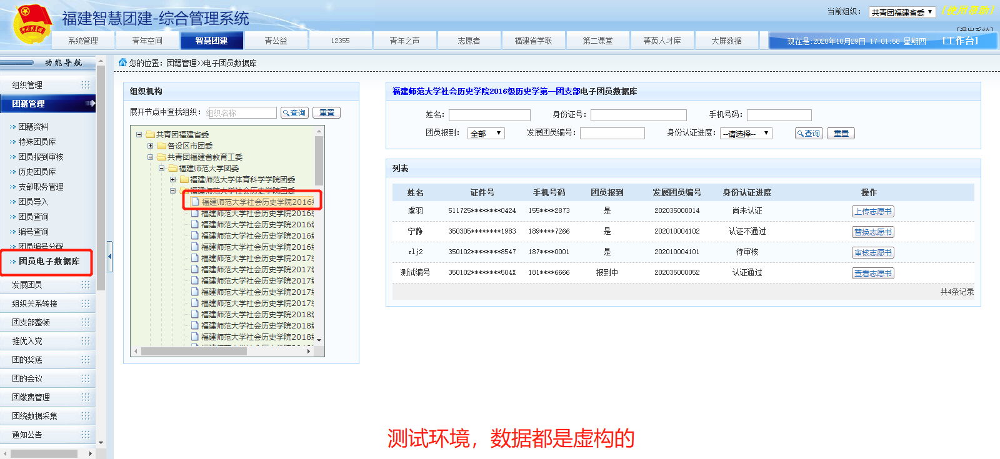 福建智慧团建-综合管理系统
当前组织： 共青团福建省委 [使用帮助]
[退出系统]
系统管理 青年空间 智慧团建 青公益 12355 青年之声 志愿者 福建省学联 第二课堂 菁英人才库 大屏数据
现在是:2020年10月29日 17:01:58 星期四 [工作台]
功能导航
组织管理
团籍管理
团籍资料
特殊团员库
团员报到审核
历史团员库
支部职务管理
团员导入
团员查询
编号查询
团员编号分配
团员电子数据库
发展团员
组织关系转接
团支部整顿
推优入党
团的奖惩
团的会议
团缴费管理
团统数据采集
通知公告
您的位置：团籍管理>>电子团员数据库
组织机构
展开节点中查找组织： 组织名称 查询 重置
共青团福建省委
各设区市团委
共青团福建省教育工委
福建师范大学团委
福建师范大学体育科学学院团委
福建师范大学社会历史学院团委
福建师范大学社会历史学院2016级
福建师范大学社会历史学院2016级
福建师范大学社会历史学院2016级
福建师范大学社会历史学院2016级
福建师范大学社会历史学院2016级
福建师范大学社会历史学院2017级
福建师范大学社会历史学院2017级
福建师范大学社会历史学院2017级
福建师范大学社会历史学院2017级
福建师范大学社会历史学院2017级
福建师范大学社会历史学院2018级
福建师范大学社会历史学院2018级
福建师范大学社会历史学院2018级
福建师范大学社会历史学院2016级历史学第一团支部电子团员数据库
姓名： 身份证号： 手机号码：
团员报到： 全部 发展团员编号： 身份认证进度： --请选择-- 查询 重置
列表
姓名 证件号 手机号码 团员报到 发展团员编号 身份认证进度 操作
虔羽 511725********0424 155****2873 是 202035000014 尚未认证 上传志愿书
宁静 350305********1983 189****7266 是 202010004102 认证不通过 替换志愿书
zlj2 350102********8547 187****0001 是 202010004101 待审核 审核志愿书
测试编号 350102********504X 181****6666 报到中 202035000052 认证通过 查看志愿书
共4条记录
测试环境，数据都是虚构的